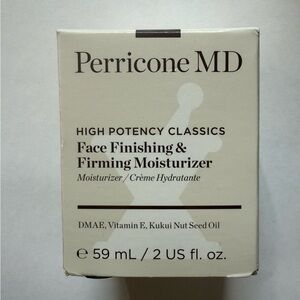 Perricone MD
HIGH POTENCY CLASSICS
Face Finishing &
Firming Moisturizer
Moisturizer / Crème Hydratante
DMAE, Vitamin E, Kukui Nut Seed Oil
℮ 59 mL / 2 US fl. oz.